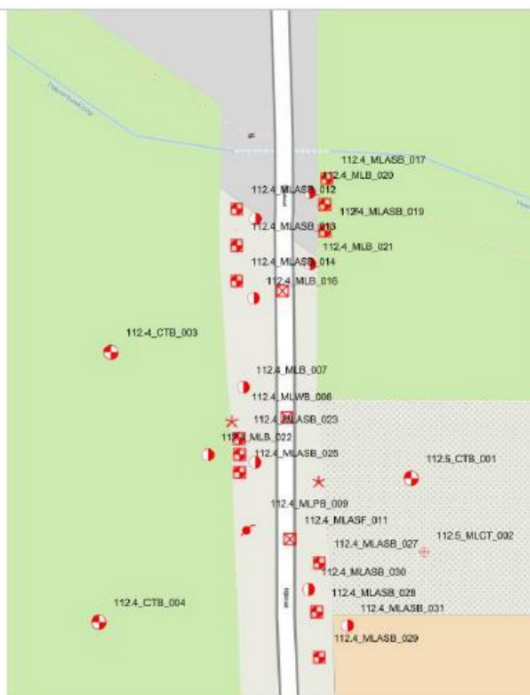 112.4_MLASB_017
112.4_MLB_020
112.4_MLASB_012
112.4_MLASB_019
112.4_MLASB_013
112.4_MLB_021
112.4_MLASB_014
112.4_MLB_016
112.4_CTB_003
112.4_MLB_007
112.4_MLWB_006
112.4_MLASB_023
112.4_MLB_022
112.4_MLASB_025
112.5_CTB_001
112.4_MLPB_009
112.4_MLASF_011
112.5_MLCT_002
112.4_MLASB_027
112.4_MLASB_030
112.4_MLASB_028
112.4_CTB_004
112.4_MLASB_031
112.4_MLASB_029